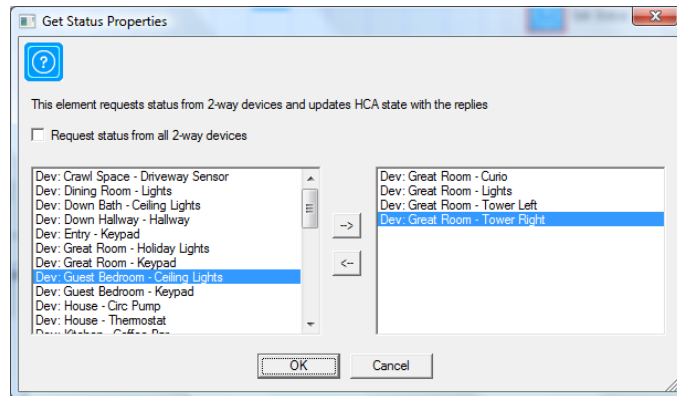 Get Status Properties
This element requests status from 2-way devices and updates HCA state with the replies
Request status from all 2-way devices
Dev: Crawl Space - Driveway Sensor
Dev: Dining Room - Lights
Dev: Down Bath - Ceiling Lights
Dev: Down Hallway - Hallway
Dev: Entry - Keypad
Dev: Great Room - Holiday Lights
Dev: Great Room - Keypad
Dev: Guest Bedroom - Ceiling Lights
Dev: Guest Bedroom - Keypad
Dev: House - Circ Pump
Dev: House - Thermostat
-->
<--
Dev: Great Room - Curio
Dev: Great Room - Lights
Dev: Great Room - Tower Left
Dev: Great Room - Tower Right
OK
Cancel